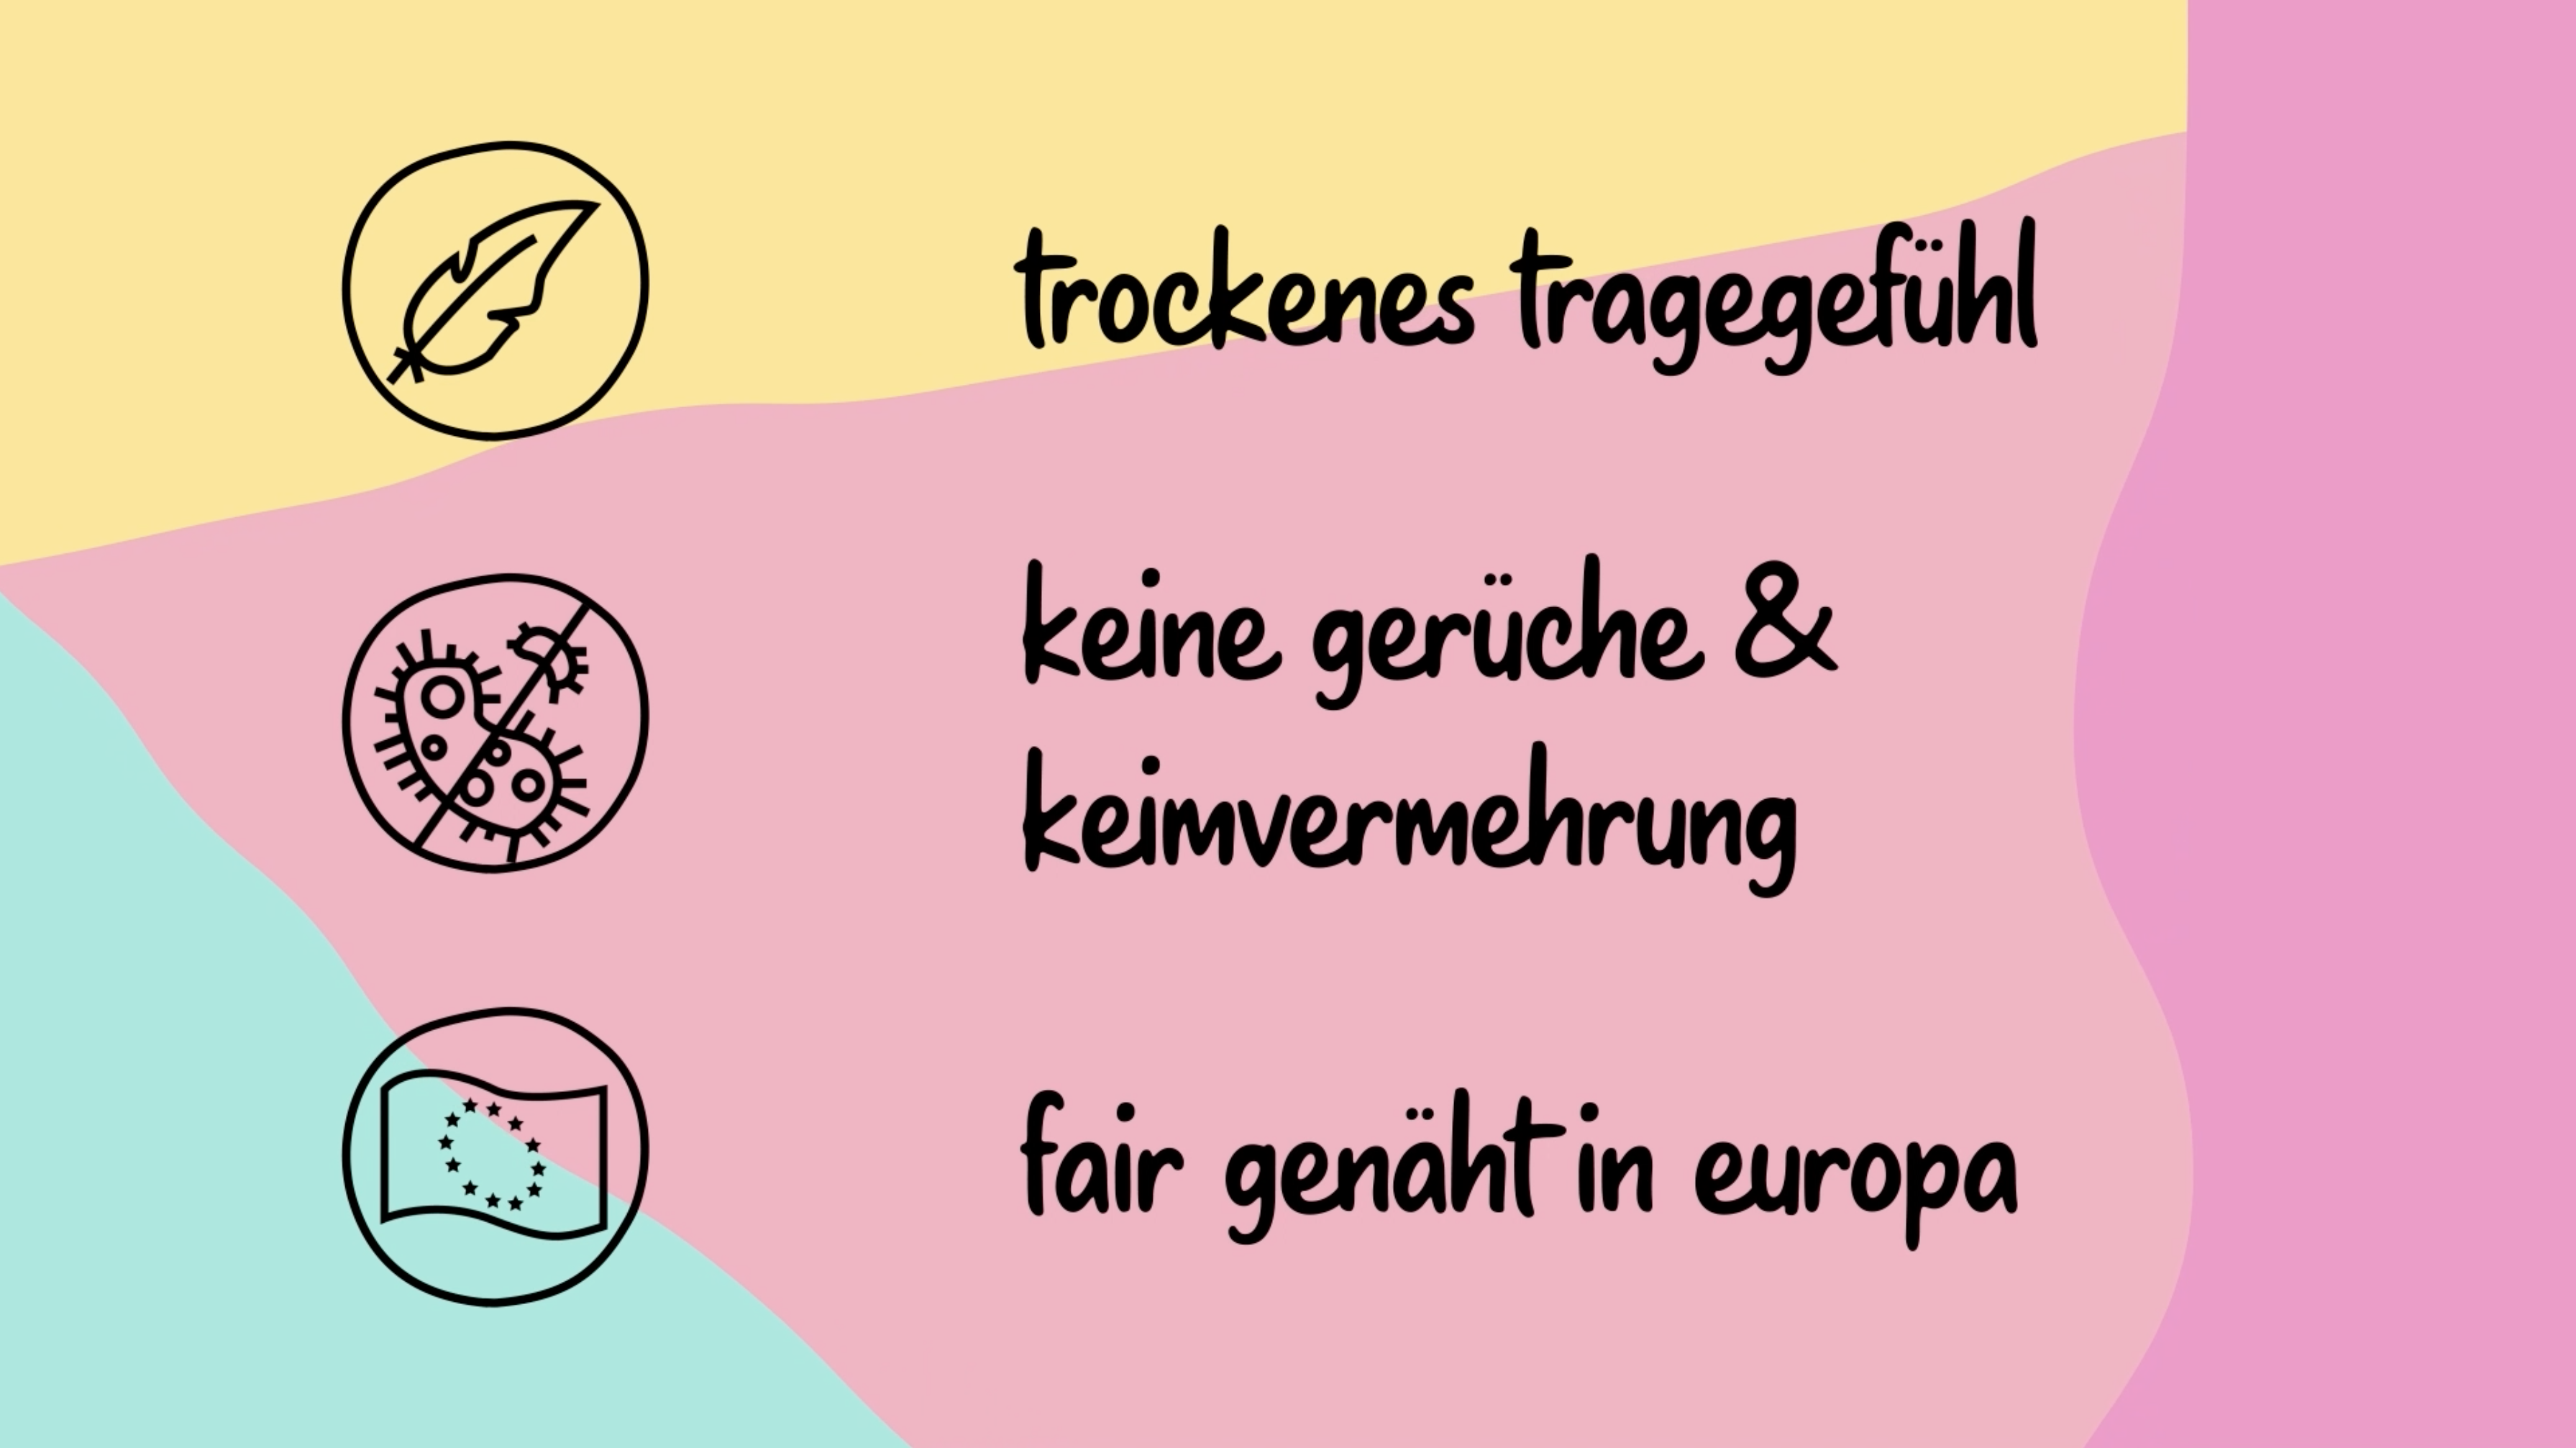 trockenes tragegefühl
keine gerüche &
keimvermehrung
fair genäht in europa